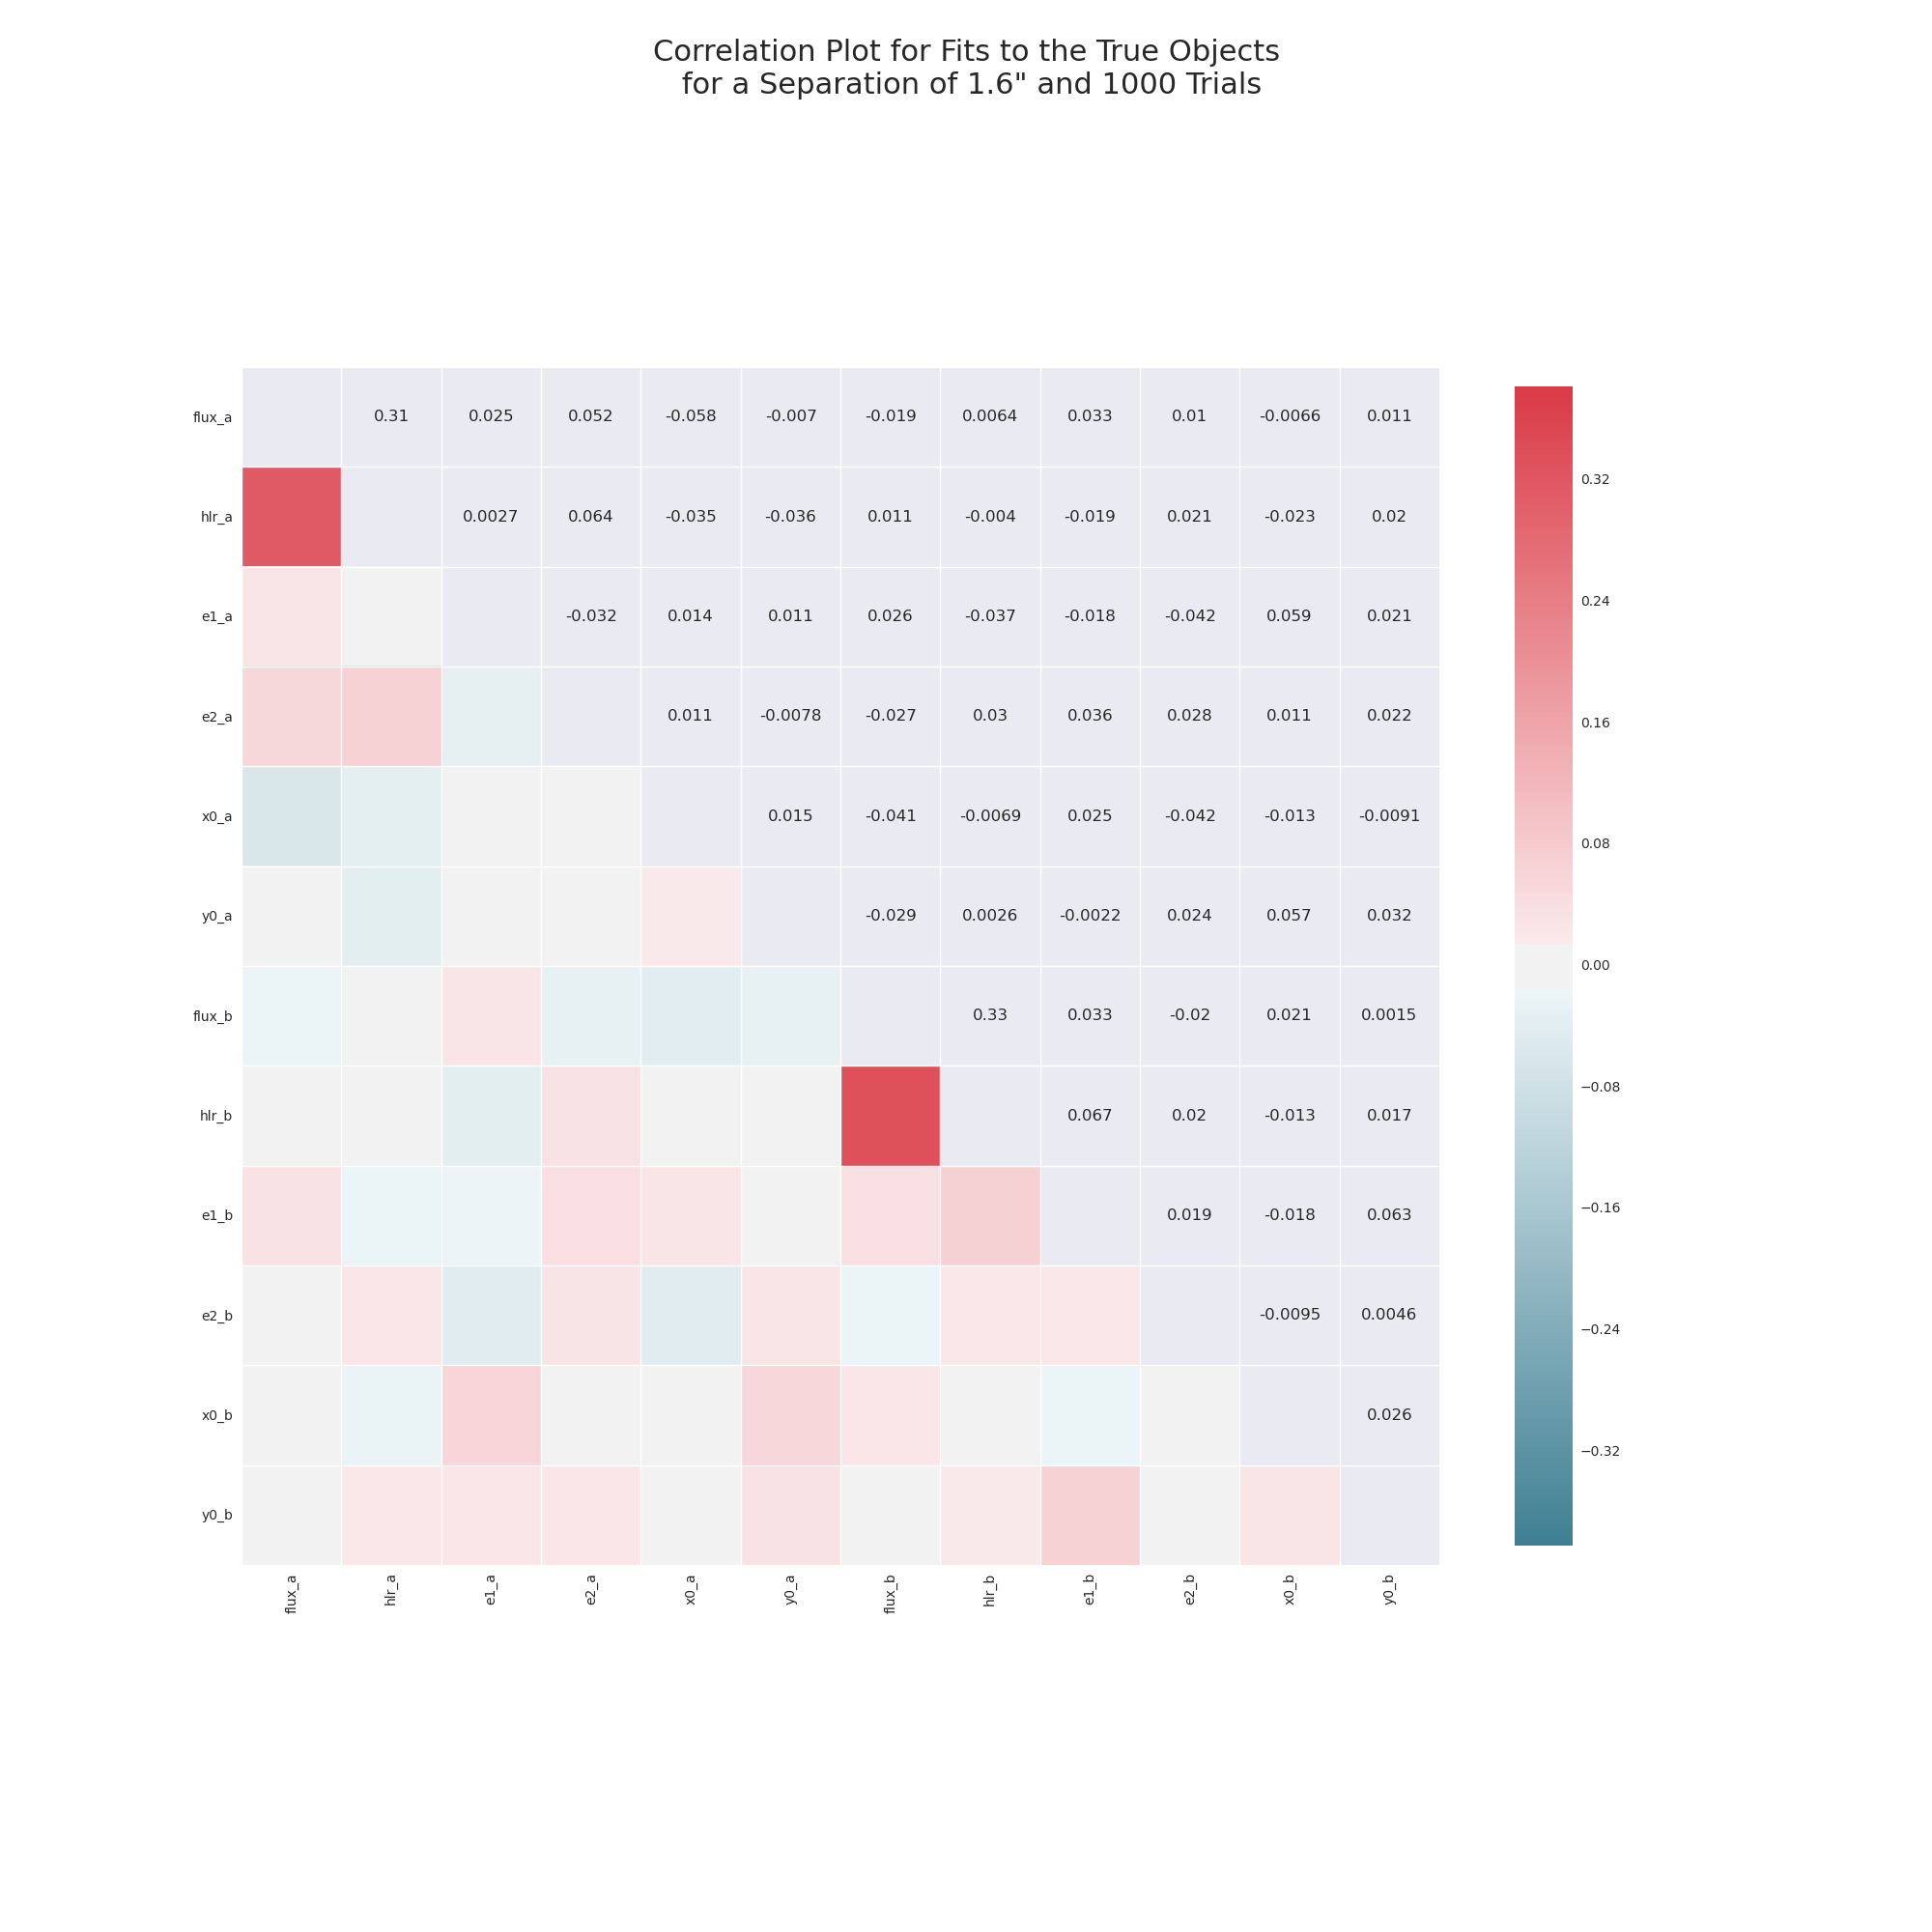 Correlation Plot for Fits to the True Objects
for a Separation of 1.6" and 1000 Trials
flux_a 0.31 0.025 0.052 -0.058 -0.007 -0.019 0.0064 0.033 0.01 -0.0066 0.011
hlr_a 0.0027 0.064 -0.035 -0.036 0.011 -0.004 -0.019 0.021 -0.023 0.02
e1_a -0.032 0.014 0.011 0.026 -0.037 -0.018 -0.042 0.059 0.021
e2_a 0.011 -0.0078 -0.027 0.03 0.036 0.028 0.011 0.022
x0_a 0.015 -0.041 -0.0069 0.025 -0.042 -0.013 -0.0091
y0_a -0.029 0.0026 -0.0022 0.024 0.057 0.032
flux_b 0.33 0.033 -0.02 0.021 0.0015
hlr_b 0.067 0.02 -0.013 0.017
e1_b 0.019 -0.018 0.063
e2_b -0.0095 0.0046
x0_b 0.026
y0_b
flux_a hlr_a e1_a e2_a x0_a y0_a flux_b hlr_b e1_b e2_b x0_b y0_b
0.32
0.24
0.16
0.08
0.00
−0.08
−0.16
−0.24
−0.32